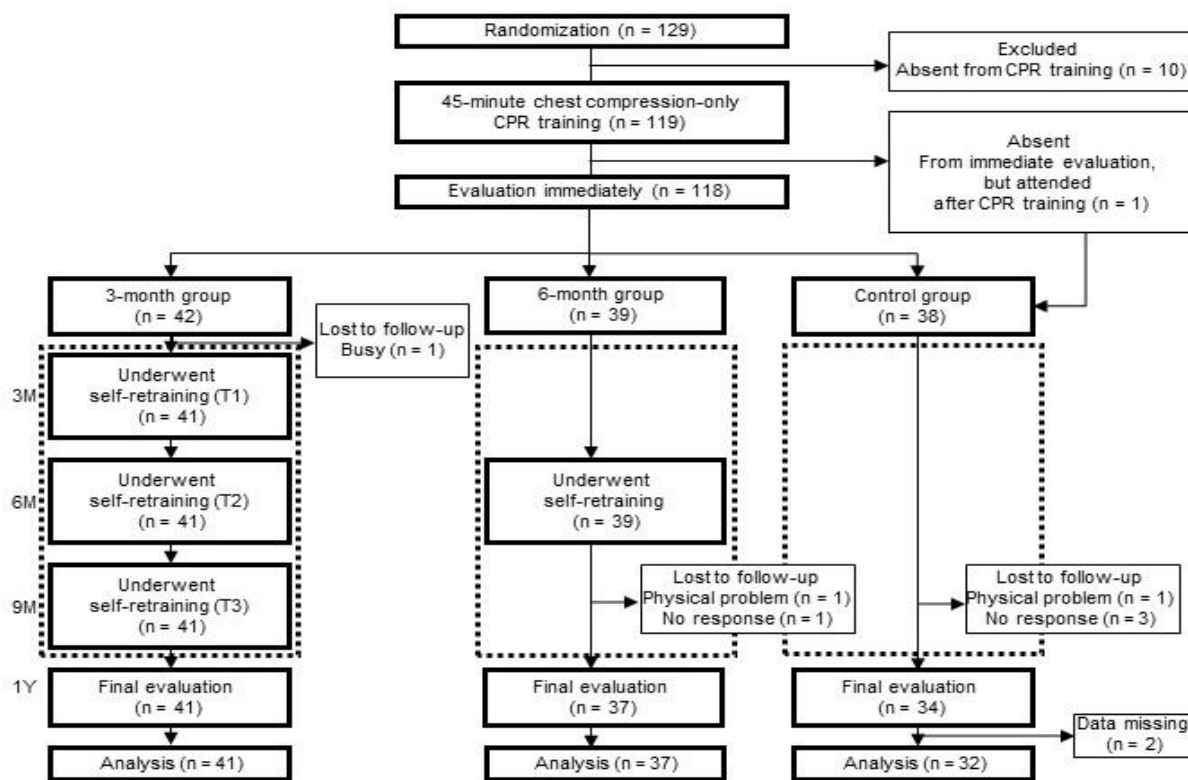 Randomization (n = 129)
Excluded
Absent from CPR training (n = 10)
45-minute chest compression-only
CPR training (n = 119)
Absent
From immediate evaluation,
but attended
after CPR training (n = 1)
Evaluation immediately (n = 118)
3-month group
(n = 42)
Lost to follow-up
Busy (n = 1)
6-month group
(n = 39)
Control group
(n = 38)
3M
Underwent
self-retraining (T1)
(n = 41)
6M
Underwent
self-retraining (T2)
(n = 41)
Underwent
self-retraining
(n = 39)
9M
Underwent
self-retraining (T3)
(n = 41)
Lost to follow-up
Physical problem (n = 1)
No response (n = 1)
Lost to follow-up
Physical problem (n = 1)
No response (n = 3)
1Y
Final evaluation
(n = 41)
Final evaluation
(n = 37)
Final evaluation
(n = 34)
Data missing
(n = 2)
Analysis (n = 41)
Analysis (n = 37)
Analysis (n = 32)